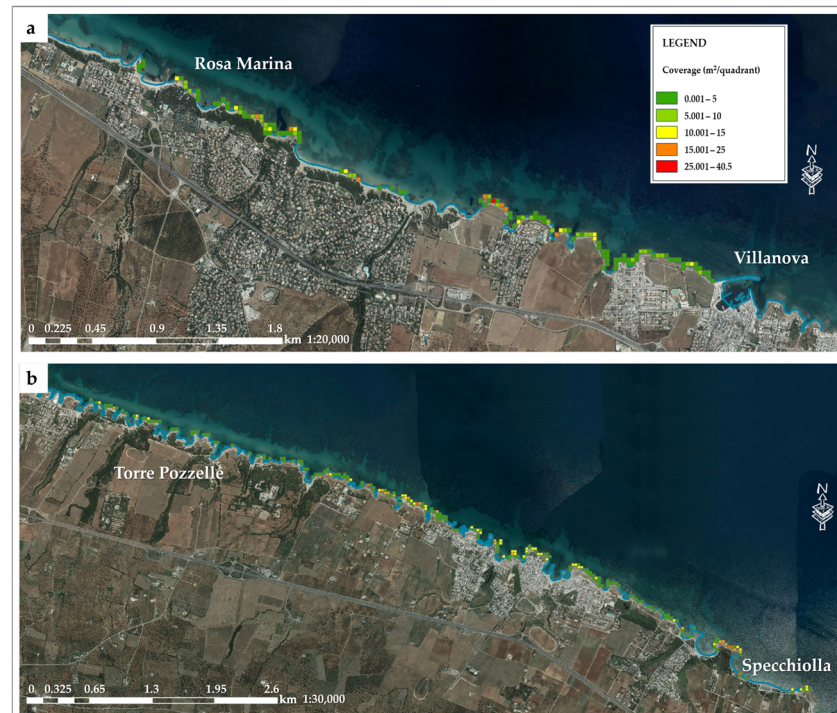 a
Rosa Marina
LEGEND
Coverage (m²/quadrant)
0.001 – 5
5.001 – 10
10.001 – 15
15.001 – 25
25.001 – 40.5
N
Villanova
0 0.225 0.45 0.9 1.35 1.8
km 1:20,000
b
Torre Pozzelle
N
Specchiolla
0 0.325 0.65 1.3 1.95 2.6
km 1:30,000